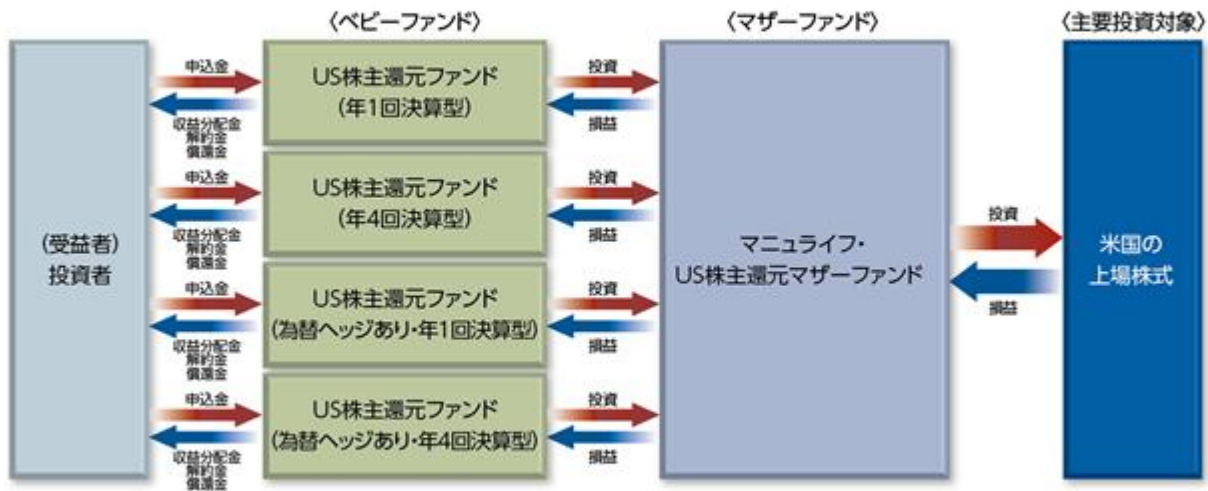 〈ベビーファンド〉
〈マザーファンド〉
〈主要投資対象〉
(受益者)
投資者
申込金
収益分配金
解約金
償還金
US株主還元ファンド
(年1回決算型)
投資
損益
申込金
収益分配金
解約金
償還金
US株主還元ファンド
(年4回決算型)
投資
損益
申込金
収益分配金
解約金
償還金
US株主還元ファンド
(為替ヘッジあり・年1回決算型)
投資
損益
申込金
収益分配金
解約金
償還金
US株主還元ファンド
(為替ヘッジあり・年4回決算型)
投資
損益
マニュライフ・
US株主還元マザーファンド
投資
損益
米国の
上場株式